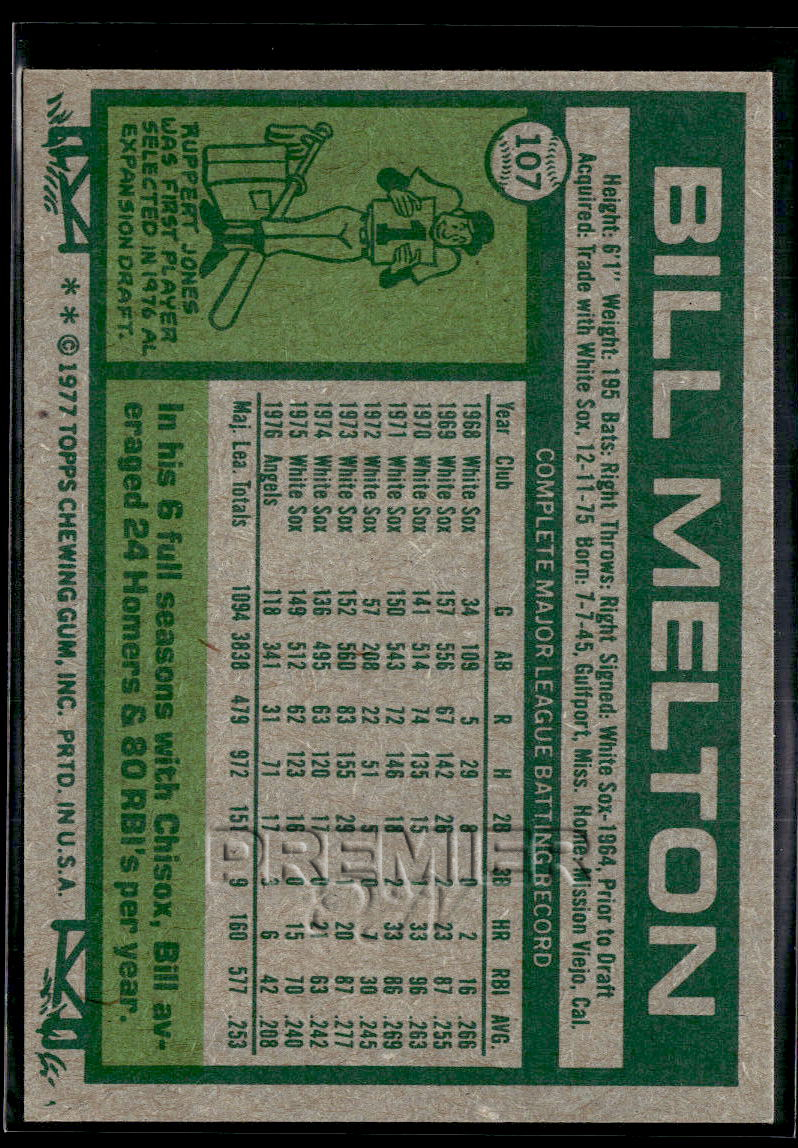 BILL MELTON
107
Height: 6'1" Weight: 195 Bats: Right Throws: Right Signed: White Sox-1964, Prior to Draft
Acquired: Trade with White Sox, 12-11-75 Born: 7-7-45, Gulfport, Miss. Home: Mission Viejo, Cal.
1
RUPPERT JONES
WAS FIRST PLAYER
SELECTED IN 1976 AL
EXPANSION DRAFT.
COMPLETE MAJOR LEAGUE BATTING RECORD
Year Club G AB R H 2B 3B HR RBI AVG.
1968 White Sox 34 109 5 29 8 0 2 16 .266
1969 White Sox 157 556 67 142 26 2 23 87 .255
1970 White Sox 141 514 74 135 15 1 33 96 .263
1971 White Sox 150 543 72 146 18 2 33 86 .269
1972 White Sox 57 208 22 51 5 0 7 30 .245
1973 White Sox 152 560 83 155 29 1 20 87 .277
1974 White Sox 136 495 63 120 17 0 21 63 .242
1975 White Sox 149 512 62 123 16 0 15 70 .240
1976 Angels 118 341 31 71 17 3 6 42 .208
Maj. Lea. Totals 1094 3838 479 972 151 9 160 577 .253
In his 6 full seasons with Chisox, Bill av-
eraged 24 Homers & 80 RBI's per year.
* * © 1977 TOPPS CHEWING GUM, INC. PRTD. IN U.S.A.
PREMIER